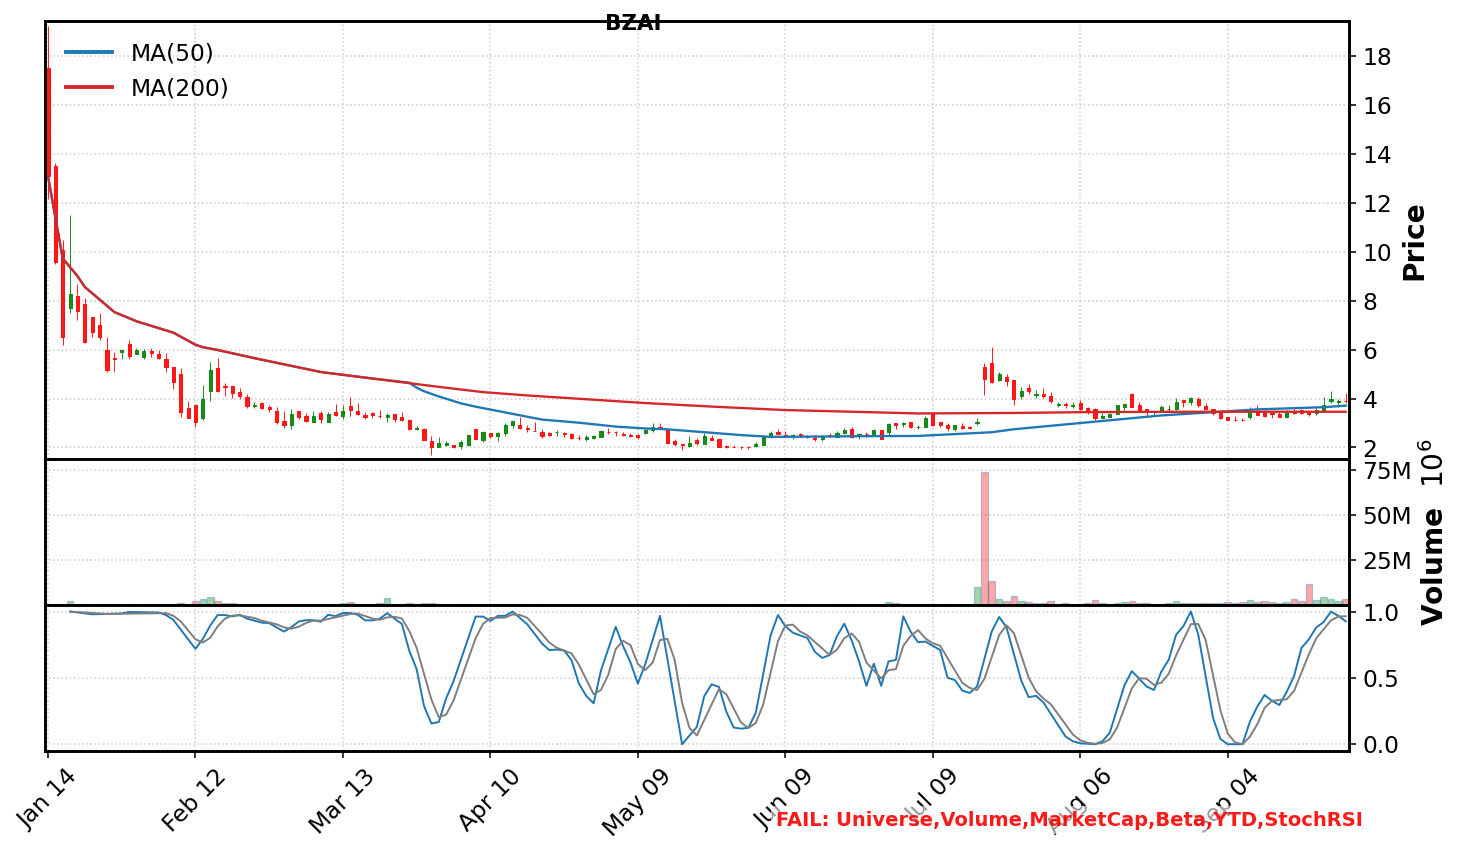 BZAI
MA(50)
MA(200)
18
16
14
12
10
8
6
4
2
Price
75M
50M
25M
Volume 10^6
1.0
0.5
0.0
Jan 14
Feb 12
Mar 13
Apr 10
May 09
Jun 09
Jul 09
Aug 06
Sep 04
FAIL: Universe,Volume,MarketCap,Beta,YTD,StochRSI